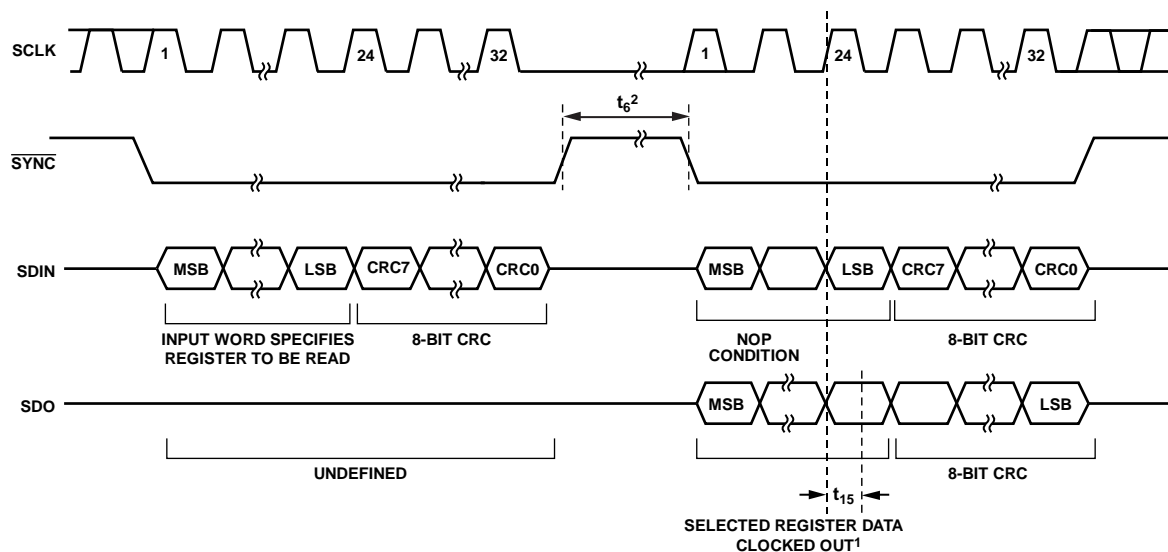 SCLK
1
24
32
1
24
32
t6²
SYNC
SDIN
MSB
LSB
CRC7
CRC0
MSB
LSB
CRC7
CRC0
INPUT WORD SPECIFIES
REGISTER TO BE READ
8-BIT CRC
NOP
CONDITION
8-BIT CRC
SDO
MSB
LSB
UNDEFINED
8-BIT CRC
t15
SELECTED REGISTER DATA
CLOCKED OUT¹